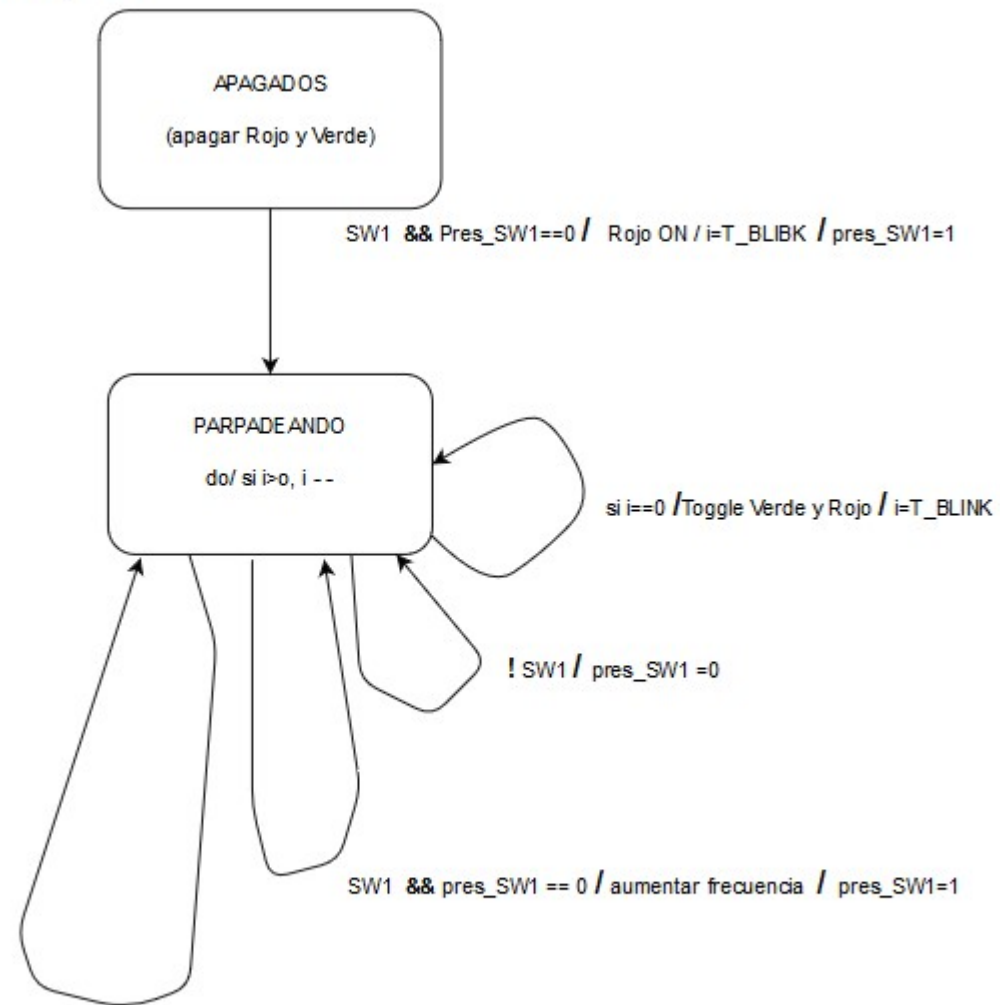 APAGADOS
(apagar Rojo y Verde)
SW1 && Pres_SW1==0 / Rojo ON / i=T_BLIBK / pres_SW1=1
PARPADEANDO
do/ si i>o, i --
si i==0 /Toggle Verde y Rojo / i=T_BLINK
! SW1 / pres_SW1 =0
SW1 && pres_SW1 == 0 / aumentar frecuencia / pres_SW1=1